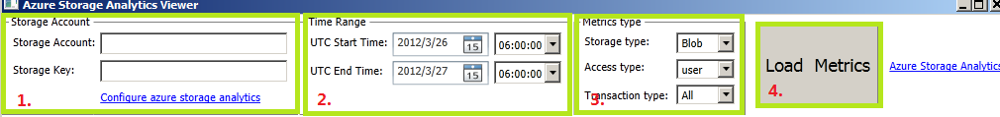 Azure Storage Analytics Viewer
Storage Account
Storage Account:
Storage Key:
Configure azure storage analytics
1.
Time Range
UTC Start Time: 2012/3/26 15 06:00:00
UTC End Time: 2012/3/27 15 06:00:00
2.
Metrics type
Storage type: Blob
Access type: user
Transaction type: All
3.
Load Metrics
4.
Azure Storage Analytics